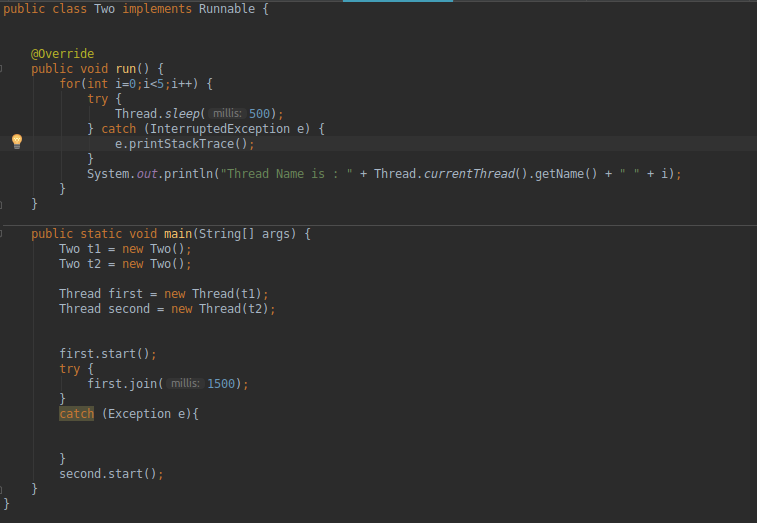 public class Two implements Runnable {
@Override
public void run() {
for(int i=0;i<5;i++) {
try {
Thread.sleep( millis: 500);
} catch (InterruptedException e) {
e.printStackTrace();
}
System.out.println("Thread Name is : " + Thread.currentThread().getName() + " " + i);
}
}
public static void main(String[] args) {
Two t1 = new Two();
Two t2 = new Two();
Thread first = new Thread(t1);
Thread second = new Thread(t2);
first.start();
try {
first.join( millis: 1500);
}
catch (Exception e){
}
second.start();
}
}